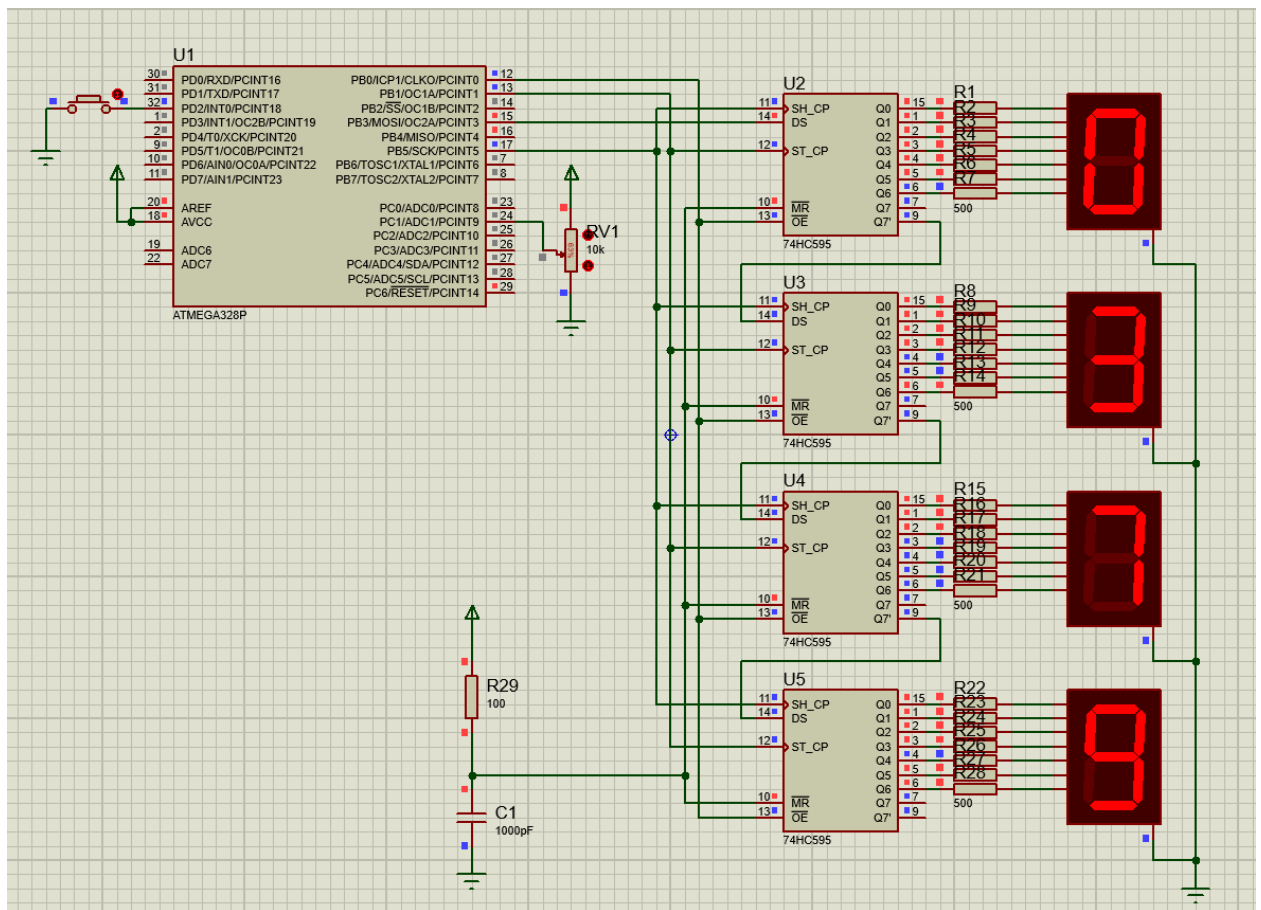 U1
30 PD0/RXD/PCINT16 PB0/ICP1/CLKO/PCINT0 12
31 PD1/TXD/PCINT17 PB1/OC1A/PCINT1 13
32 PD2/INT0/PCINT18 PB2/SS/OC1B/PCINT2 14
1 PD3/INT1/OC2B/PCINT19 PB3/MOSI/OC2A/PCINT3 15
2 PD4/T0/XCK/PCINT20 PB4/MISO/PCINT4 16
9 PD5/T1/OC0B/PCINT21 PB5/SCK/PCINT5 17
10 PD6/AIN0/OC0A/PCINT22 PB6/TOSC1/XTAL1/PCINT6 7
11 PD7/AIN1/PCINT23 PB7/TOSC2/XTAL2/PCINT7 8
20 AREF PC0/ADC0/PCINT8 23
18 AVCC PC1/ADC1/PCINT9 24
PC2/ADC2/PCINT10 25
19 ADC6 PC3/ADC3/PCINT11 26
22 ADC7 PC4/ADC4/SDA/PCINT12 27
PC5/ADC5/SCL/PCINT13 28
PC6/RESET/PCINT14 29
ATMEGA328P
RV1
10k
63%
U2
11 SH_CP Q0 15
14 DS Q1 1
Q2 2
12 ST_CP Q3 3
Q4 4
Q5 5
Q6 6
10 MR Q7 7
13 OE Q7' 9
74HC595
R1
R2
R3
R4
R5
R6
R7
500
0
U3
11 SH_CP Q0 15
14 DS Q1 1
Q2 2
12 ST_CP Q3 3
Q4 4
Q5 5
Q6 6
10 MR Q7 7
13 OE Q7' 9
74HC595
R8
R9
R10
R11
R12
R13
R14
500
3
U4
11 SH_CP Q0 15
14 DS Q1 1
Q2 2
12 ST_CP Q3 3
Q4 4
Q5 5
Q6 6
10 MR Q7 7
13 OE Q7' 9
74HC595
R15
R16
R17
R18
R19
R20
R21
500
7
U5
11 SH_CP Q0 15
14 DS Q1 1
Q2 2
12 ST_CP Q3 3
Q4 4
Q5 5
Q6 6
10 MR Q7 7
13 OE Q7' 9
74HC595
R22
R23
R24
R25
R26
R27
R28
500
9
R29
100
C1
1000pF